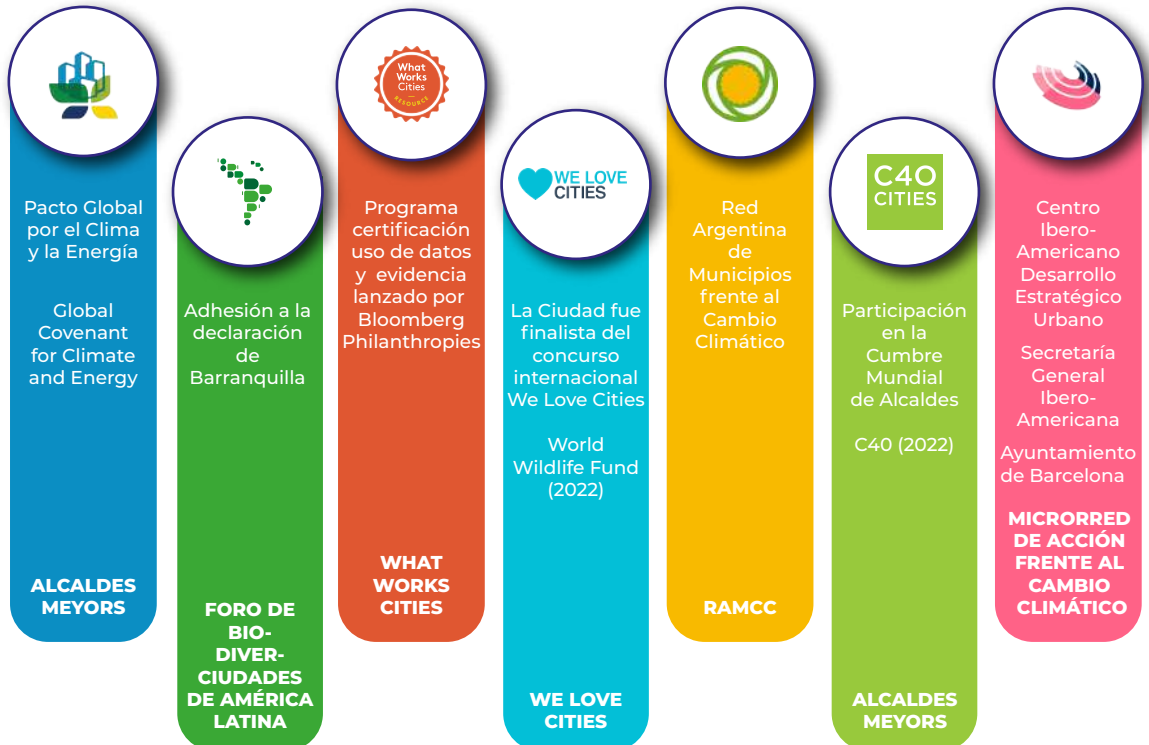 Pacto Global
por el Clima
y la Energía
Global
Covenant
for Climate
and Energy
ALCALDES
MEYORS
Adhesión a la
declaración
de
Barranquilla
FORO DE
BIO-
DIVER-
CIUDADES
DE AMÉRICA
LATINA
What
Works
Cities
RESOURCE
Programa
certificación
uso de datos
y evidencia
lanzado por
Bloomberg
Philanthropies
WHAT
WORKS
CITIES
WE LOVE
CITIES
La Ciudad fue
finalista del
concurso
internacional
We Love Cities
World
Wildlife Fund
(2022)
WE LOVE
CITIES
Red
Argentina
de
Municipios
frente al
Cambio
Climático
RAMCC
C40
CITIES
Participación
en la
Cumbre
Mundial
de Alcaldes
C40 (2022)
ALCALDES
MEYORS
Centro
Ibero-
Americano
Desarrollo
Estratégico
Urbano
Secretaría
General
Ibero-
Americana
Ayuntamiento
de Barcelona
MICRORRED
DE ACCIÓN
FRENTE AL
CAMBIO
CLIMÁTICO